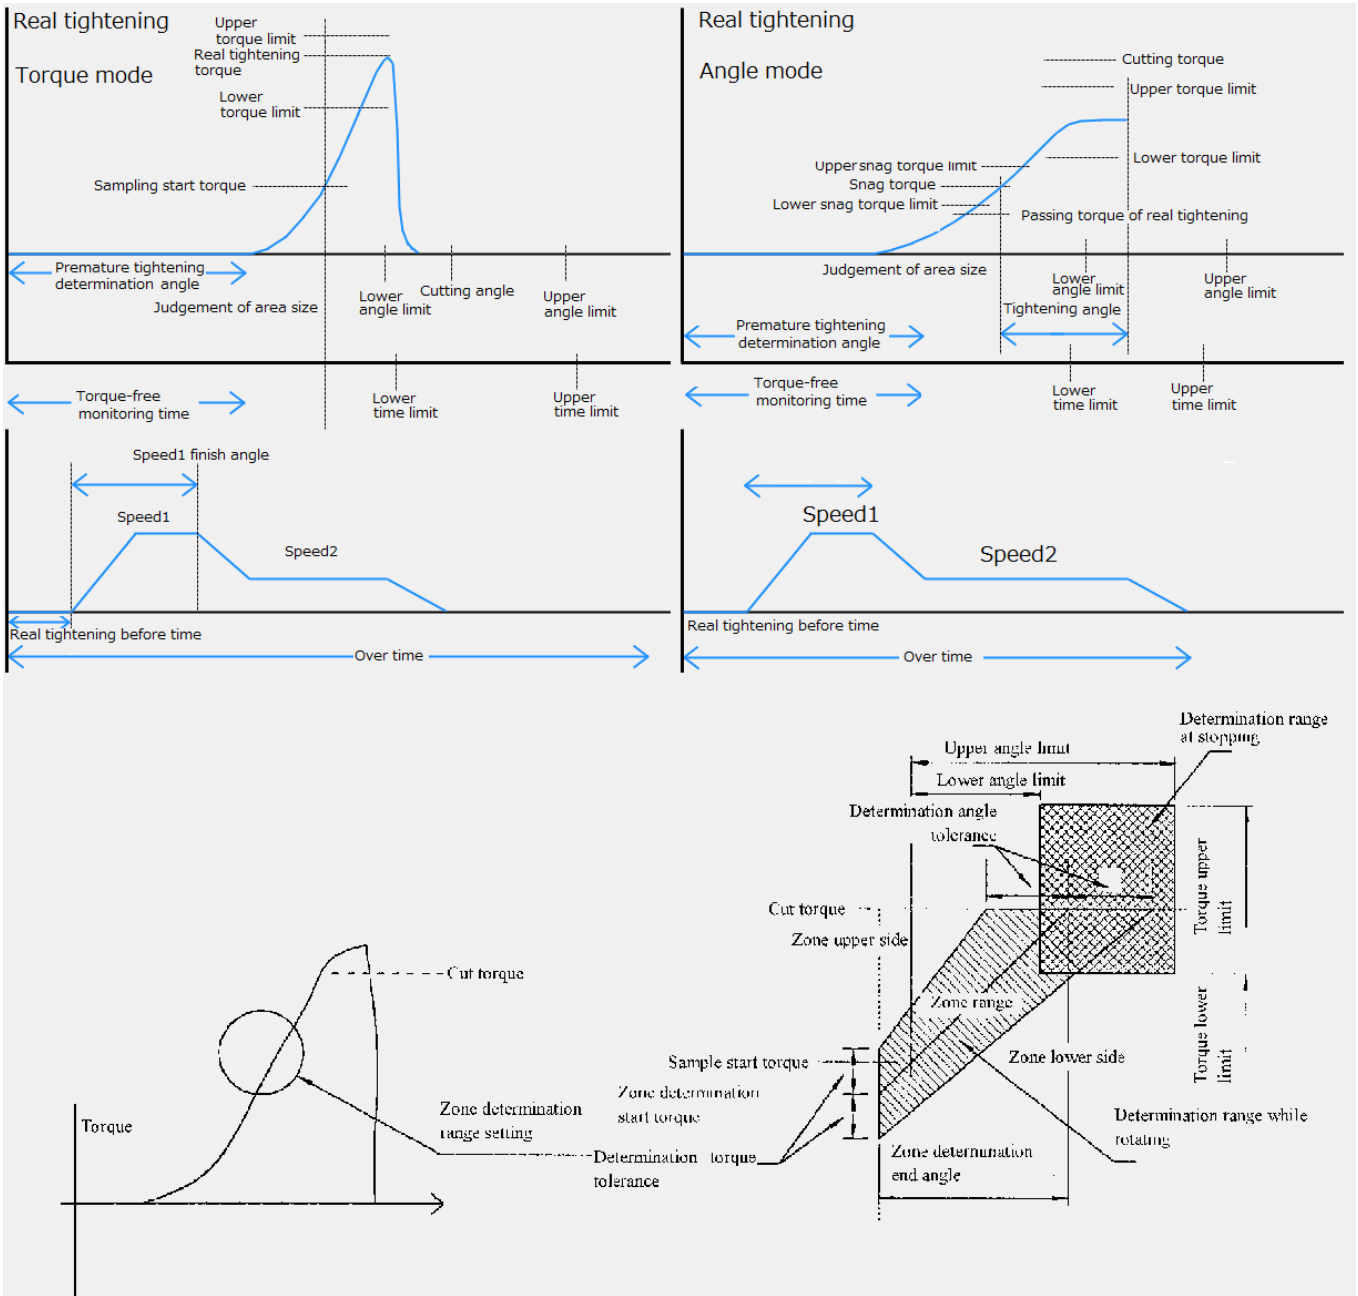 Real tightening
Torque mode
Upper
torque limit
Real tightening
torque
Lower
torque limit
Sampling start torque
Premature tightening
determination angle
Judgement of area size
Lower
angle limit
Cutting angle
Upper
angle limit
Torque-free
monitoring time
Lower
time limit
Upper
time limit
Speed1 finish angle
Speed1
Speed2
Real tightening before time
Over time
Real tightening
Angle mode
Cutting torque
Upper torque limit
Lower torque limit
Upper snag torque limit
Snag torque
Lower snag torque limit
Passing torque of real tightening
Judgement of area size
Lower
angle limit
Upper
angle limit
Tightening angle
Premature tightening
determination angle
Torque-free
monitoring time
Lower
time limit
Upper
time limit
Speed1
Speed2
Real tightening before time
Over time
Torque
Cut torque
Zone determination
range setting
Determination range
at stopping
Upper angle limit
Lower angle limit
Determination angle
tolerance
Cut torque
Zone upper side
Torque upper
limit
Zone range
Sample start torque
Zone lower side
Torque lower
limit
Zone determination
start torque
Determination torque
tolerance
Zone determination
end angle
Determination range while
rotating